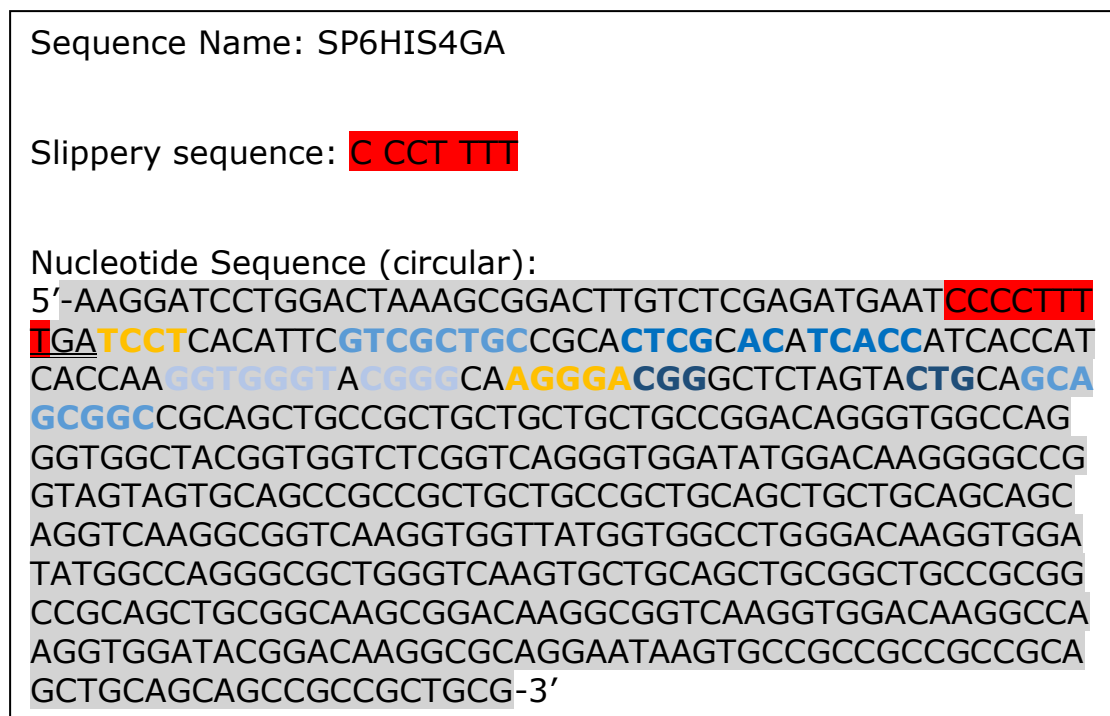 Sequence Name: SP6HIS4GA
Slippery sequence: C CCT TTT
Nucleotide Sequence (circular):
5′-AAGGATCCTGGACTAAAGCGGACTTGTCTCGAGATGAATCCCCTTT
TGATCCTCACATTCGTCGCTGCCGCACTCGCACATCACCATCACCAT
CACCAAGGTGGGTACGGGCAAGGGACGGGCTCTAGTACTGCAGCA
GCGGCCGCAGCTGCCGCTGCTGCTGCTGCCGGACAGGGTGGCCAG
GGTGGCTACGGTGGTCTCGGTCAGGGTGGATATGGACAAGGGGCCG
GTAGTAGTGCAGCCGCCGCTGCTGCCGCTGCAGCTGCTGCAGCAGC
AGGTCAAGGCGGTCAAGGTGGTTATGGTGGCCTGGGACAAGGTGGA
TATGGCCAGGGCGCTGGGTCAAGTGCTGCAGCTGCGGCTGCCGCGG
CCGCAGCTGCGGCAAGCGGACAAGGCGGTCAAGGTGGACAAGGCCA
AGGTGGATACGGACAAGGCGCAGGAATAAGTGCCGCCGCCGCCGCA
GCTGCAGCAGCCGCCGCTGCG-3′